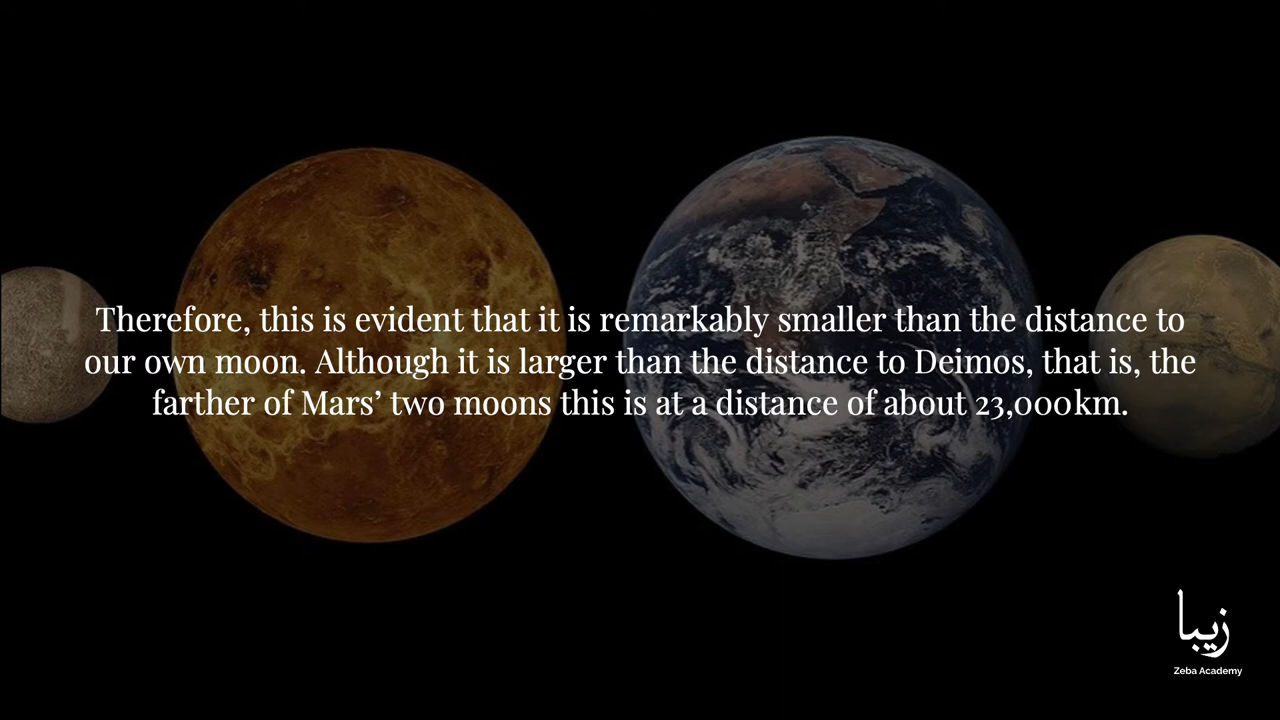 Therefore, this is evident that it is remarkably smaller than the distance to
our own moon. Although it is larger than the distance to Deimos, that is, the
farther of Mars’ two moons this is at a distance of about 23,000km.
زیبا
Zeba Academy